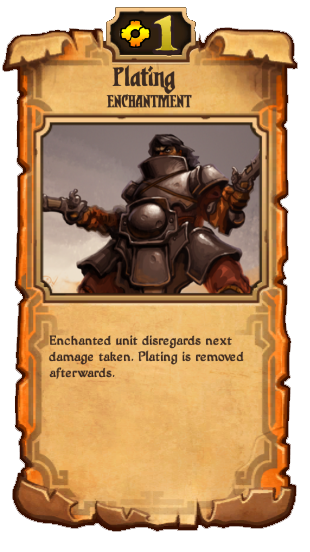 1
Plating
ENCHANTMENT
Enchanted unit disregards next
damage taken. Plating is removed
afterwards.